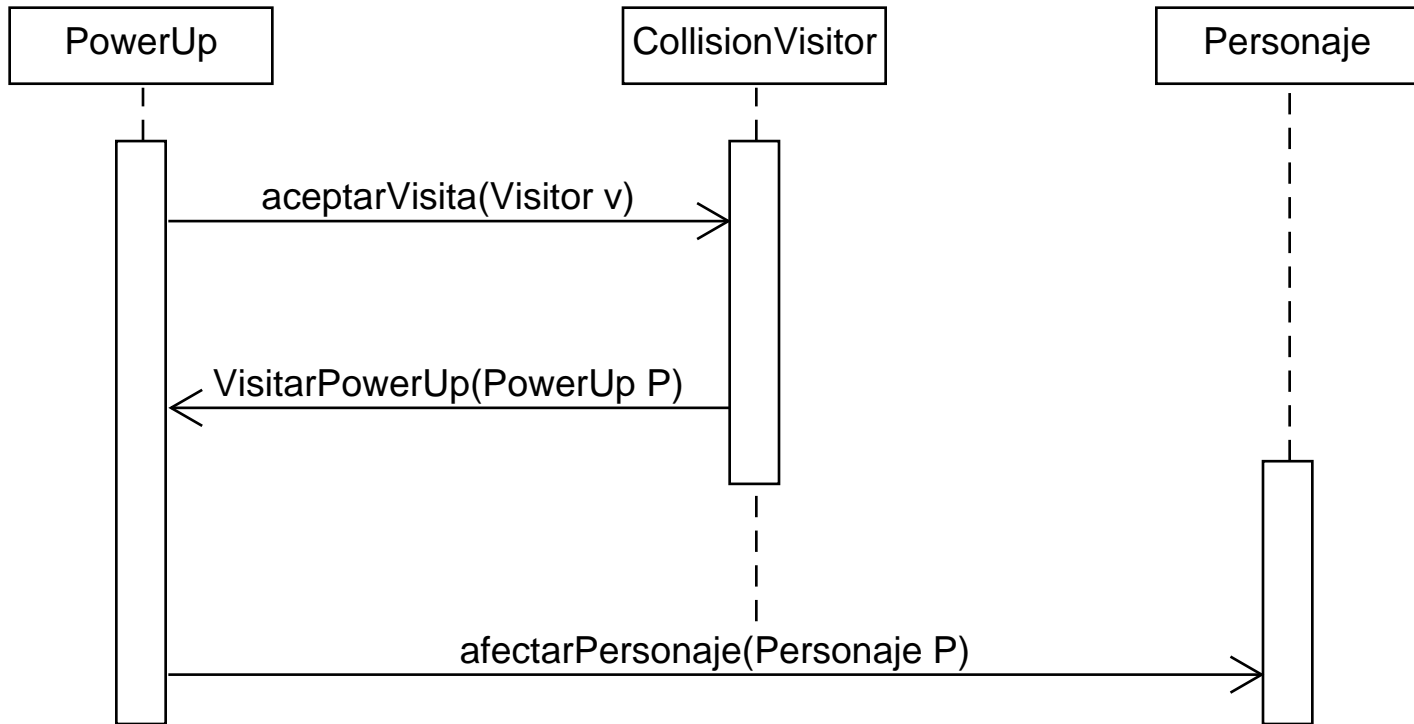 PowerUp
CollisionVisitor
Personaje
aceptarVisita(Visitor v)
VisitarPowerUp(PowerUp P)
afectarPersonaje(Personaje P)